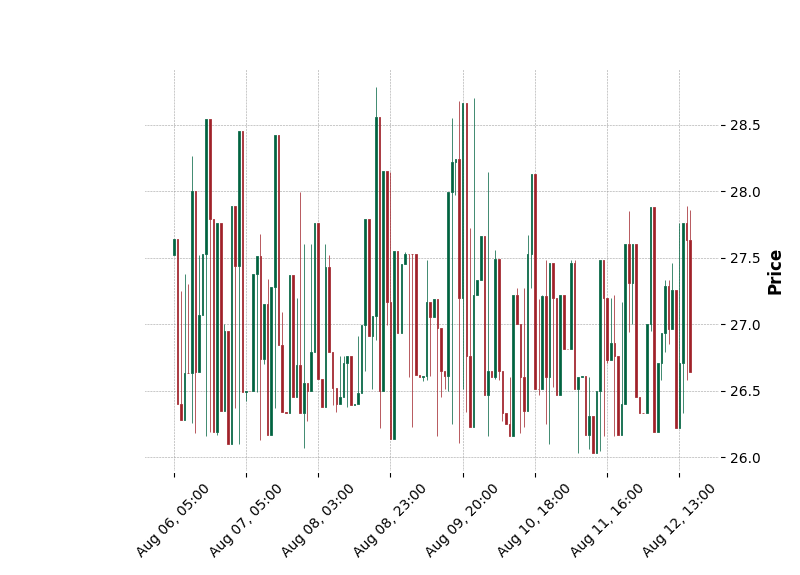 28.5
28.0
27.5
27.0
26.5
26.0
Price
Aug 06, 05:00
Aug 07, 05:00
Aug 08, 03:00
Aug 08, 23:00
Aug 09, 20:00
Aug 10, 18:00
Aug 11, 16:00
Aug 12, 13:00